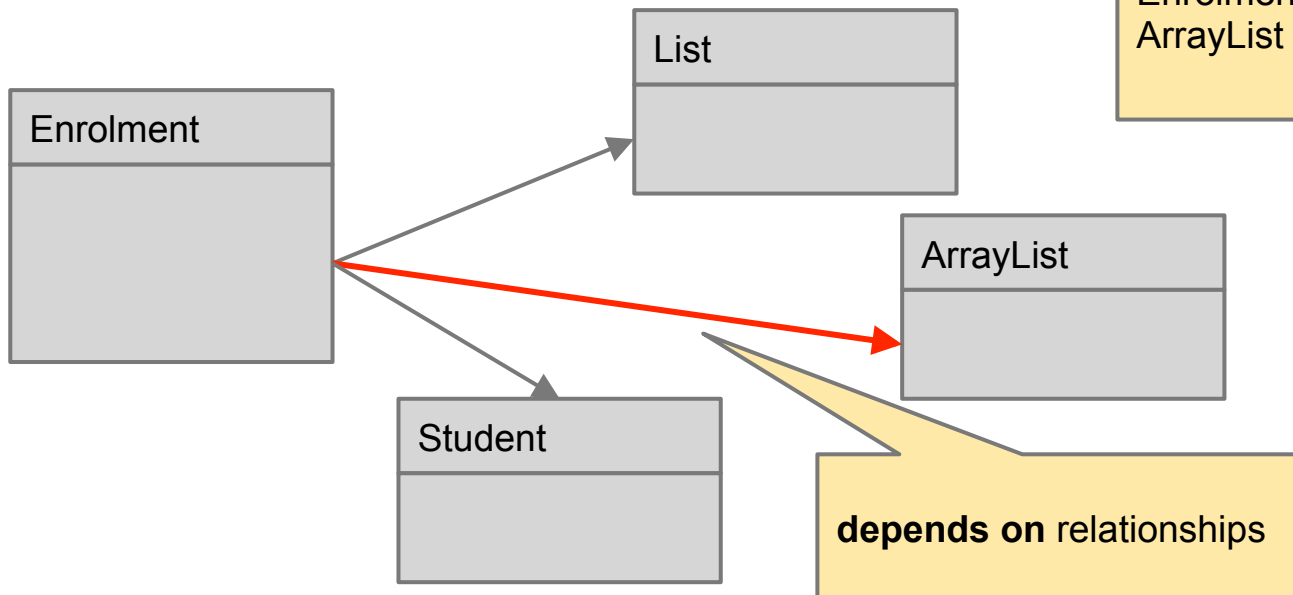 ArrayList
List
Enrolment
ArrayList
Student
depends on relationships